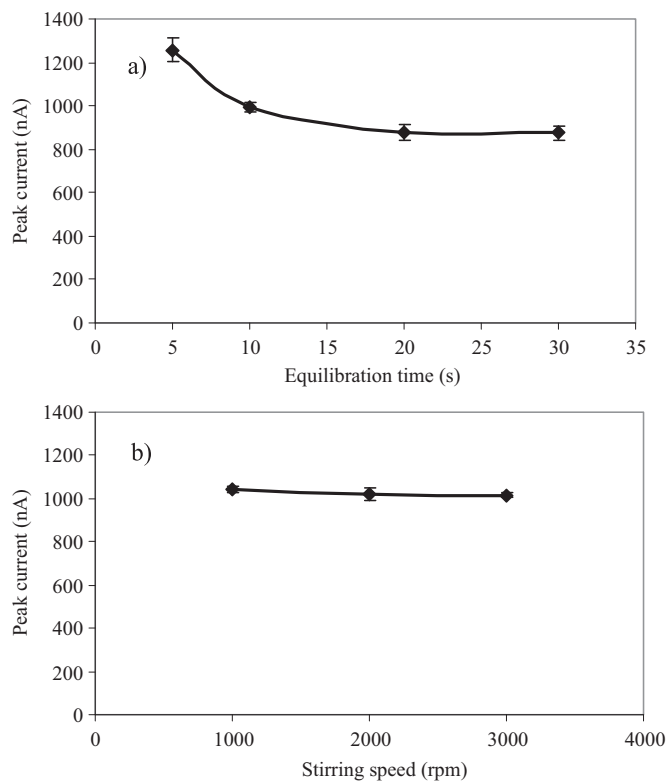 1400
1200
1000
800
600
400
200
0
Peak current (nA)
a)
0 5 10 15 20 25 30 35
Equilibration time (s)
1400
1200
1000
800
600
400
200
0
Peak current (nA)
b)
0 1000 2000 3000 4000
Stirring speed (rpm)